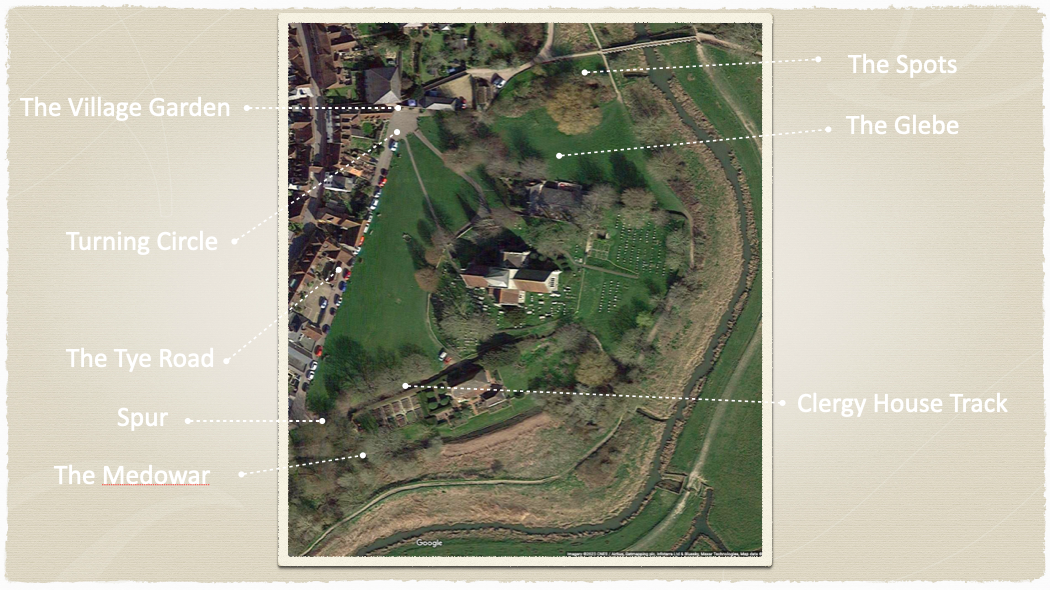 The Spots
The Village Garden
The Glebe
Turning Circle
The Tye Road
Clergy House Track
Spur
The Medowar
Google